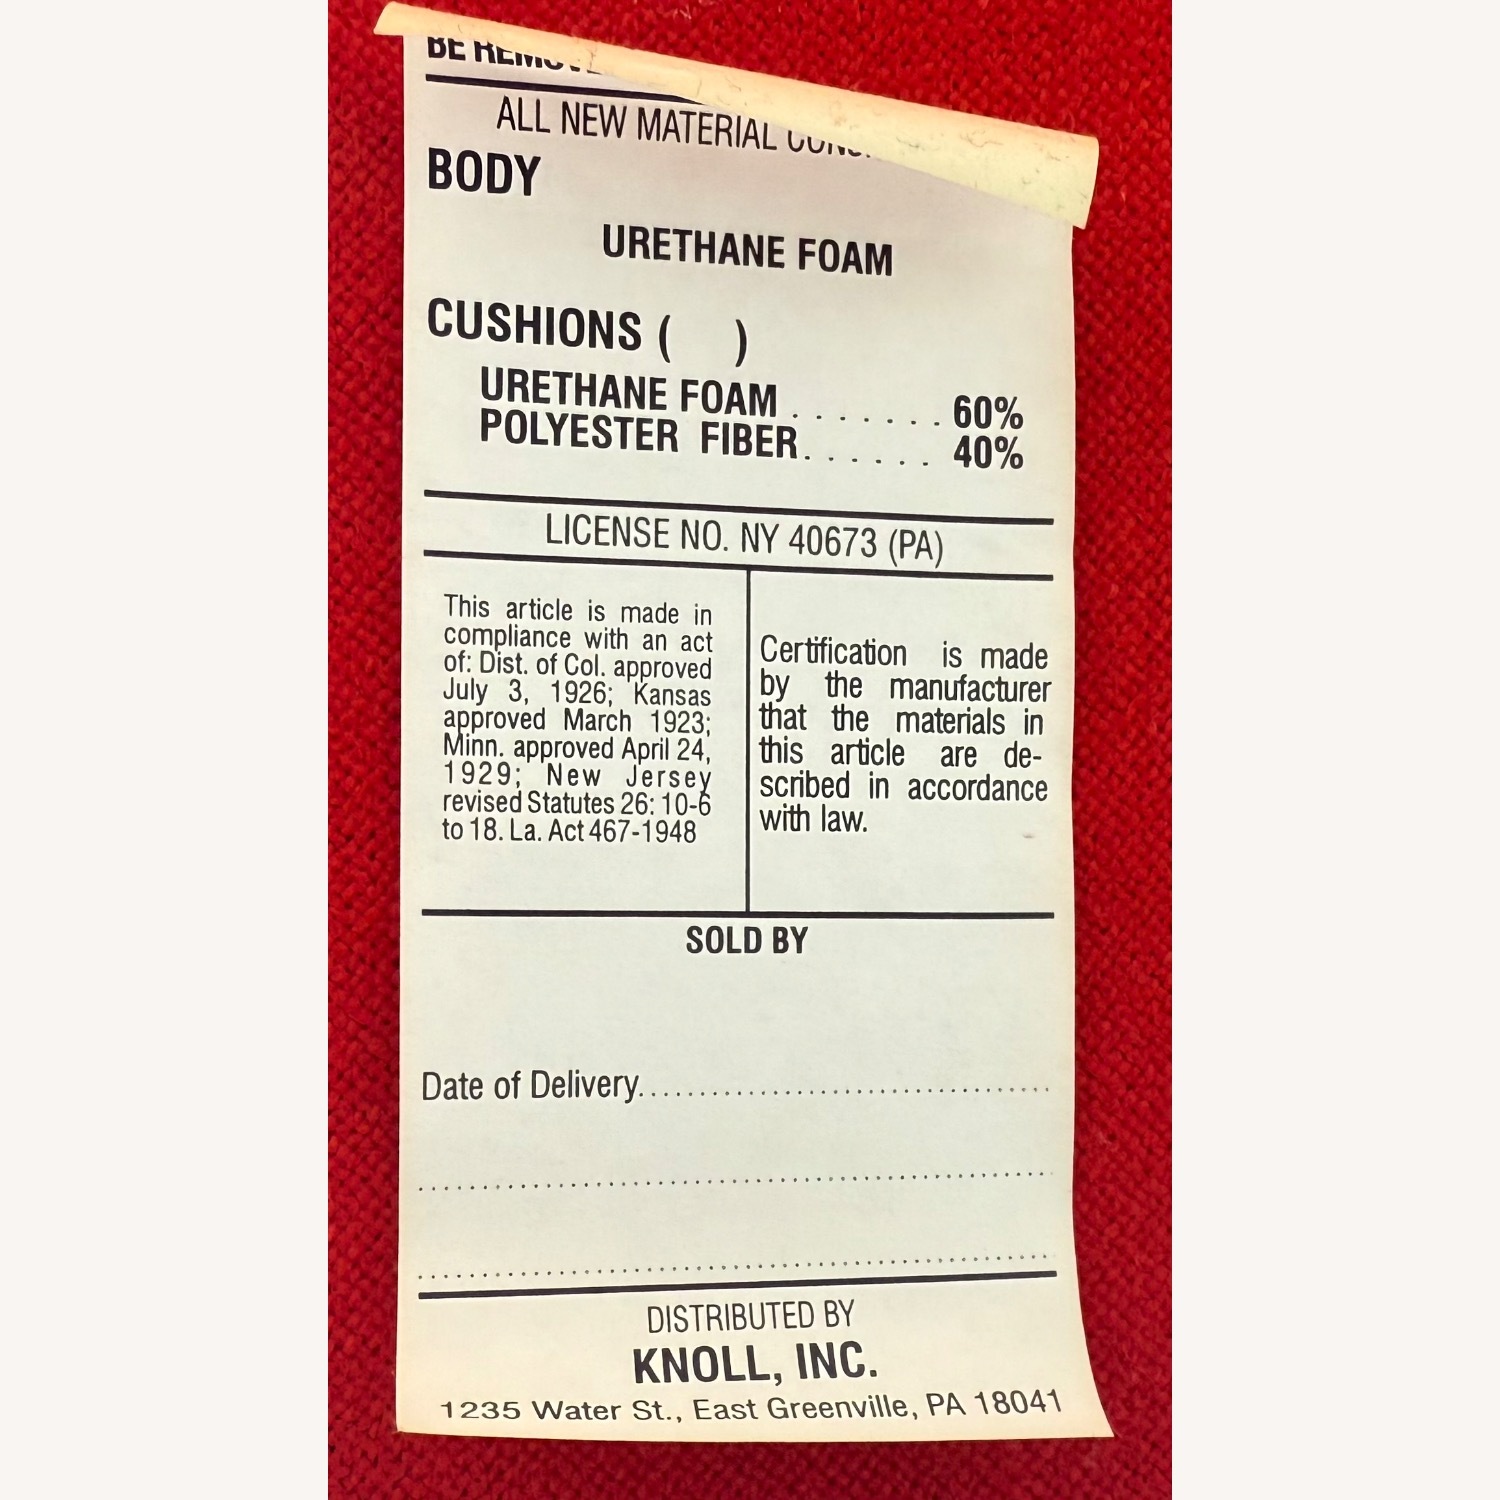 BE REMOVE
ALL NEW MATERIAL
BODY
URETHANE FOAM
CUSHIONS (    )
URETHANE FOAM . . . . . . . 60%
POLYESTER FIBER. . . . . . 40%
LICENSE NO. NY 40673 (PA)
This article is made in
compliance with an act
of: Dist. of Col. approved
July 3, 1926; Kansas
approved March 1923;
Minn. approved April 24,
1929; New Jersey
revised Statutes 26: 10-6
to 18. La. Act 467-1948
Certification is made
by the manufacturer
that the materials in
this article are de-
scribed in accordance
with law.
SOLD BY
Date of Delivery
DISTRIBUTED BY
KNOLL, INC.
1235 Water St., East Greenville, PA 18041